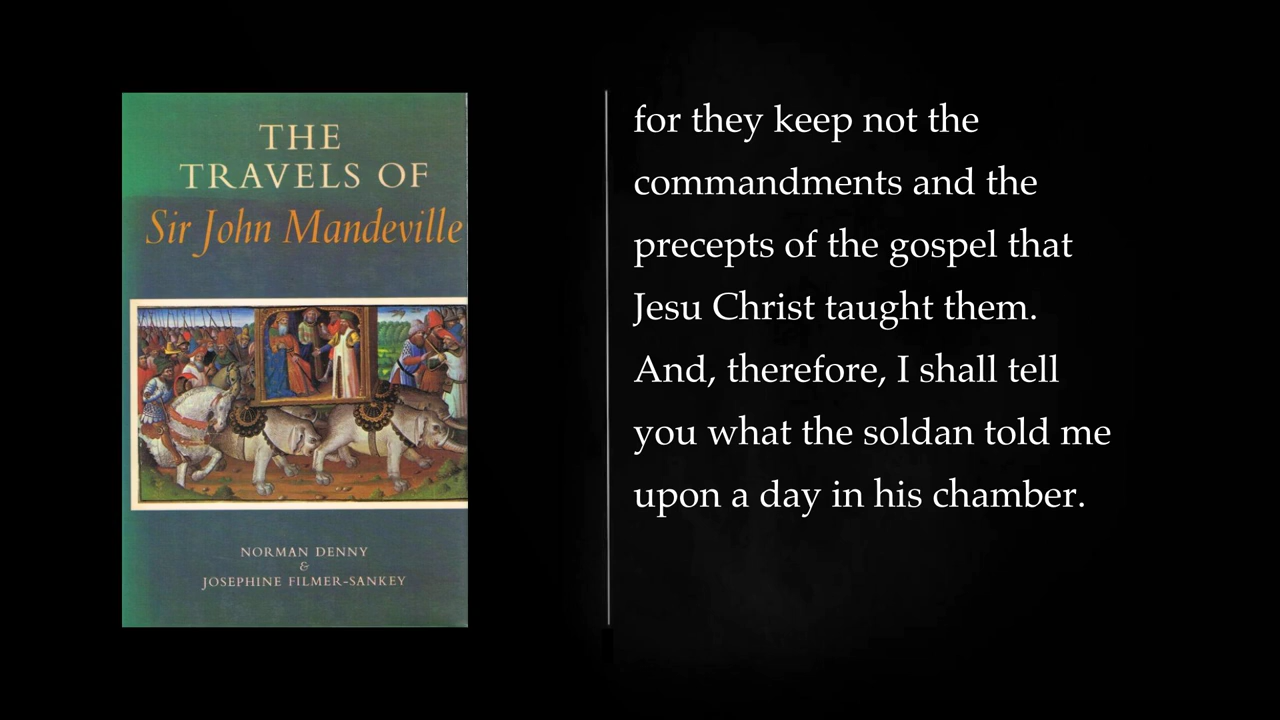 THE
TRAVELS OF
Sir John Mandeville
NORMAN DENNY
&
JOSEPHINE FILMER-SANKEY
for they keep not the
commandments and the
precepts of the gospel that
Jesu Christ taught them.
And, therefore, I shall tell
you what the soldan told me
upon a day in his chamber.